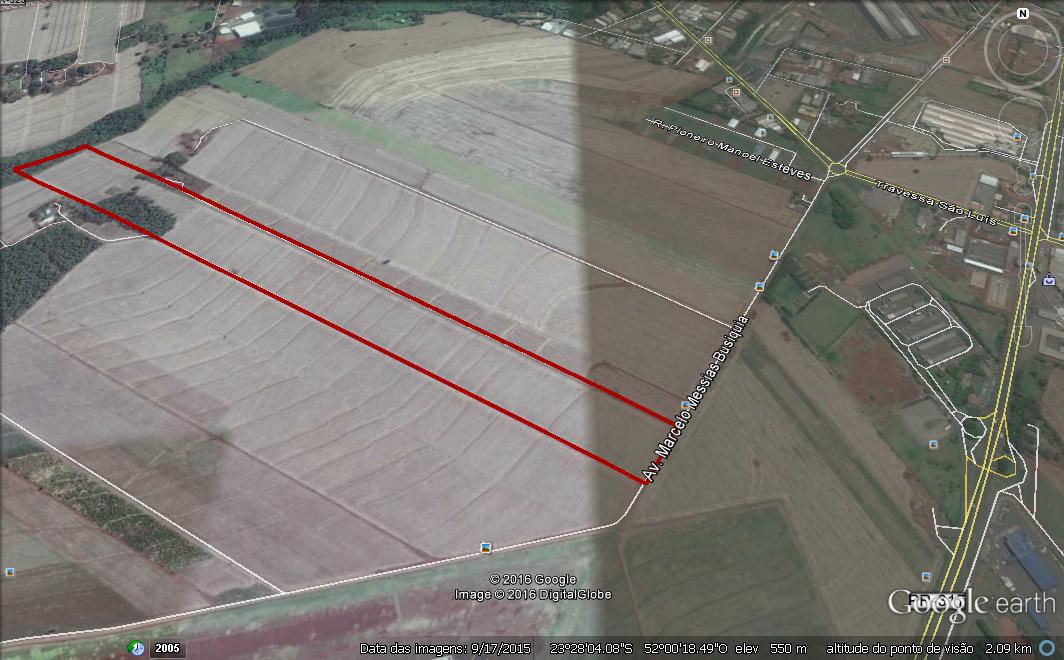 N
R. Pioneiro Manoel Esteves
Travessa São Luís
Av. Marcelo Messias Busiquia
© 2016 Google
Image © 2016 DigitalGlobe
Google earth
2005
Data das imagens: 9/17/2015 23°28'04.08"S 52°00'18.49"O elev 550 m altitude do ponto de visão 2.09 km